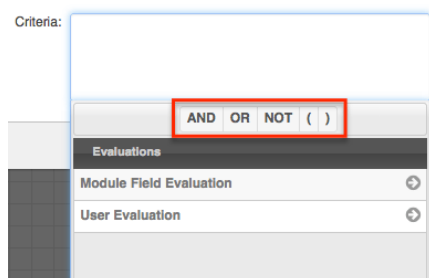 Criteria:
AND OR NOT ( )
Evaluations
Module Field Evaluation
User Evaluation